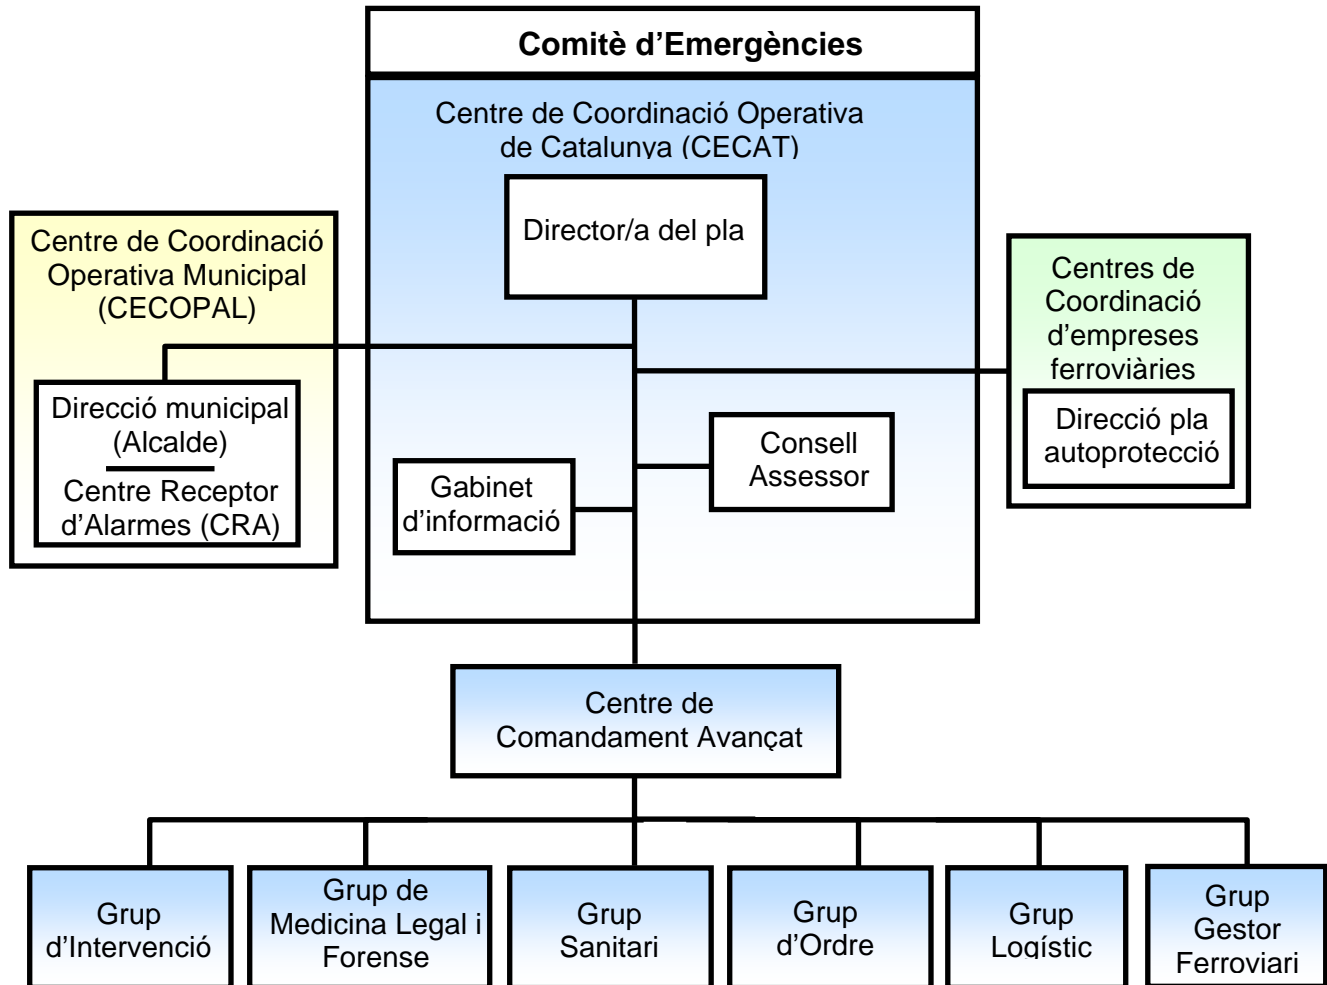 Comitè d’Emergències
Centre de Coordinació Operativa
de Catalunya (CECAT)
Director/a del pla
Centre de Coordinació
Operativa Municipal
(CECOPAL)
Direcció municipal
(Alcalde)
Centre Receptor
d’Alarmes (CRA)
Centres de
Coordinació
d’empreses
ferroviàries
Direcció pla
autoprotecció
Consell
Assessor
Gabinet
d’informació
Centre de
Comandament Avançat
Grup
d’Intervenció
Grup de
Medicina Legal i
Forense
Grup
Sanitari
Grup
d’Ordre
Grup
Logístic
Grup
Gestor
Ferroviari